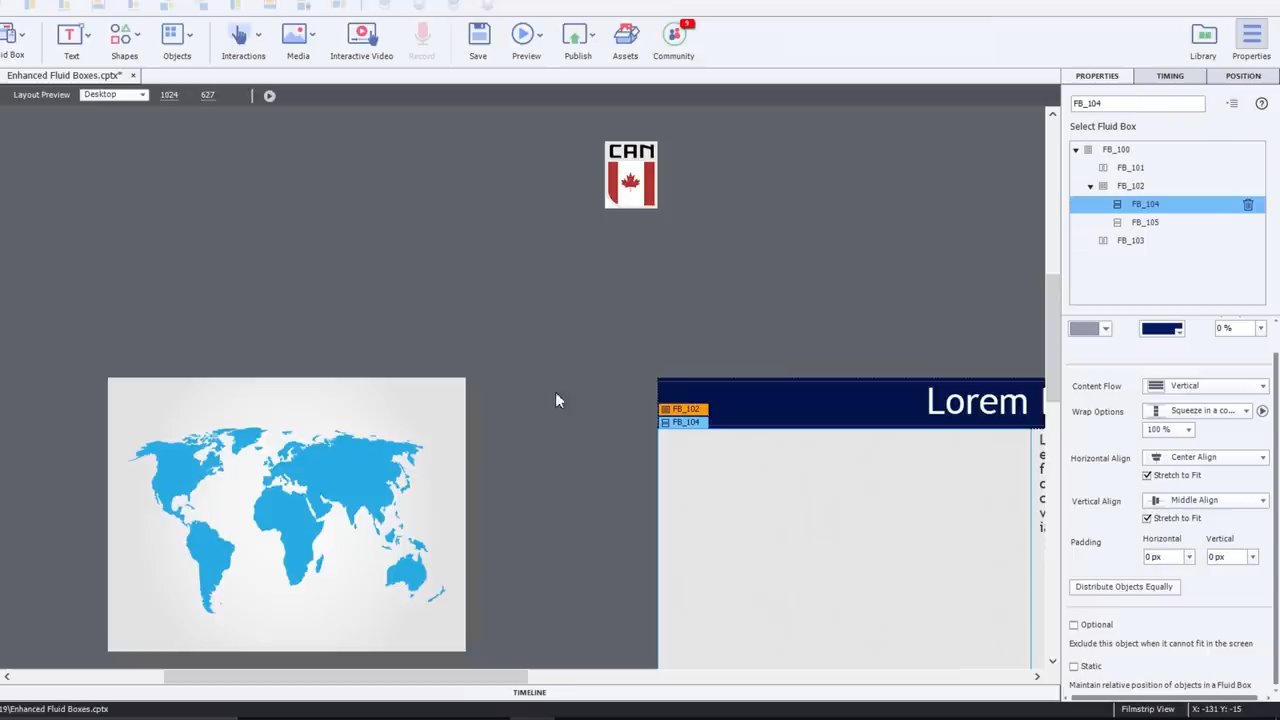 id Box
Text
Shapes
Objects
Interactions
Media
Interactive Video
Record
Save
Preview
Publish
Assets
9
Community
Library
Properties
Enhanced Fluid Boxes.cptx*
×
PROPERTIES
TIMING
POSITION
Layout Preview
Desktop
1024
627
FB_104
Select Fluid Box
FB_100
FB_101
FB_102
FB_104
FB_105
FB_103
CAN
0 %
Content Flow
Vertical
Wrap Options
Squeeze in a co...
100 %
Horizontal Align
Center Align
Stretch to Fit
Vertical Align
Middle Align
Stretch to Fit
Padding
Horizontal
Vertical
0 px
0 px
Distribute Objects Equally
Optional
Exclude this object when it cannot fit in the screen
Static
Maintain relative position of objects in a Fluid Box
Lorem
FB_102
FB_104
L
e
f
c
c
v
TIMELINE
19\Enhanced Fluid Boxes.cptx
Filmstrip View
X: -131 Y: -15